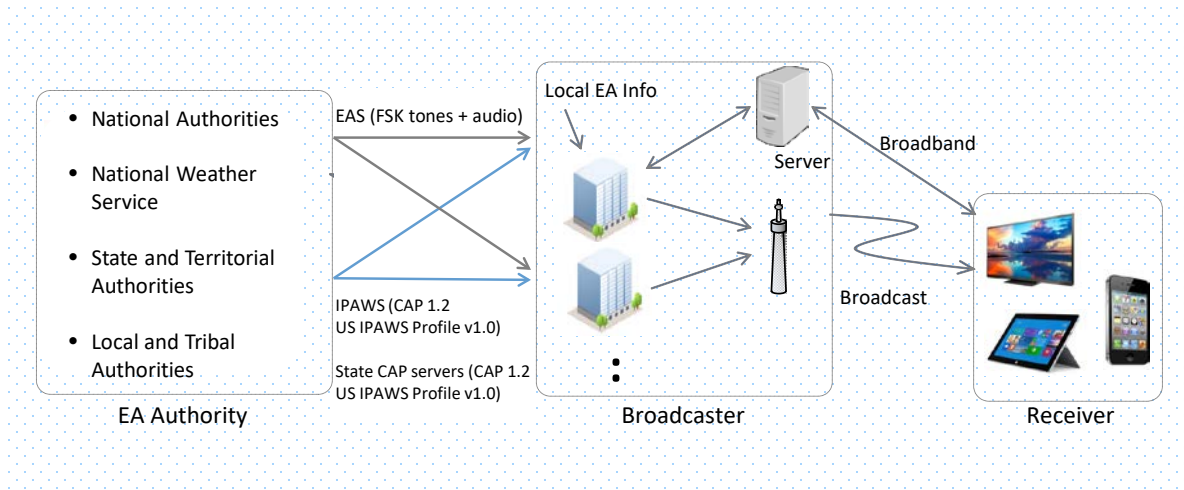 • National Authorities
• National Weather
Service
• State and Territorial
Authorities
• Local and Tribal
Authorities
EA Authority
EAS (FSK tones + audio)
IPAWS (CAP 1.2
US IPAWS Profile v1.0)
State CAP servers (CAP 1.2
US IPAWS Profile v1.0)
Local EA Info
Server
:
Broadcaster
Broadband
Broadcast
Receiver